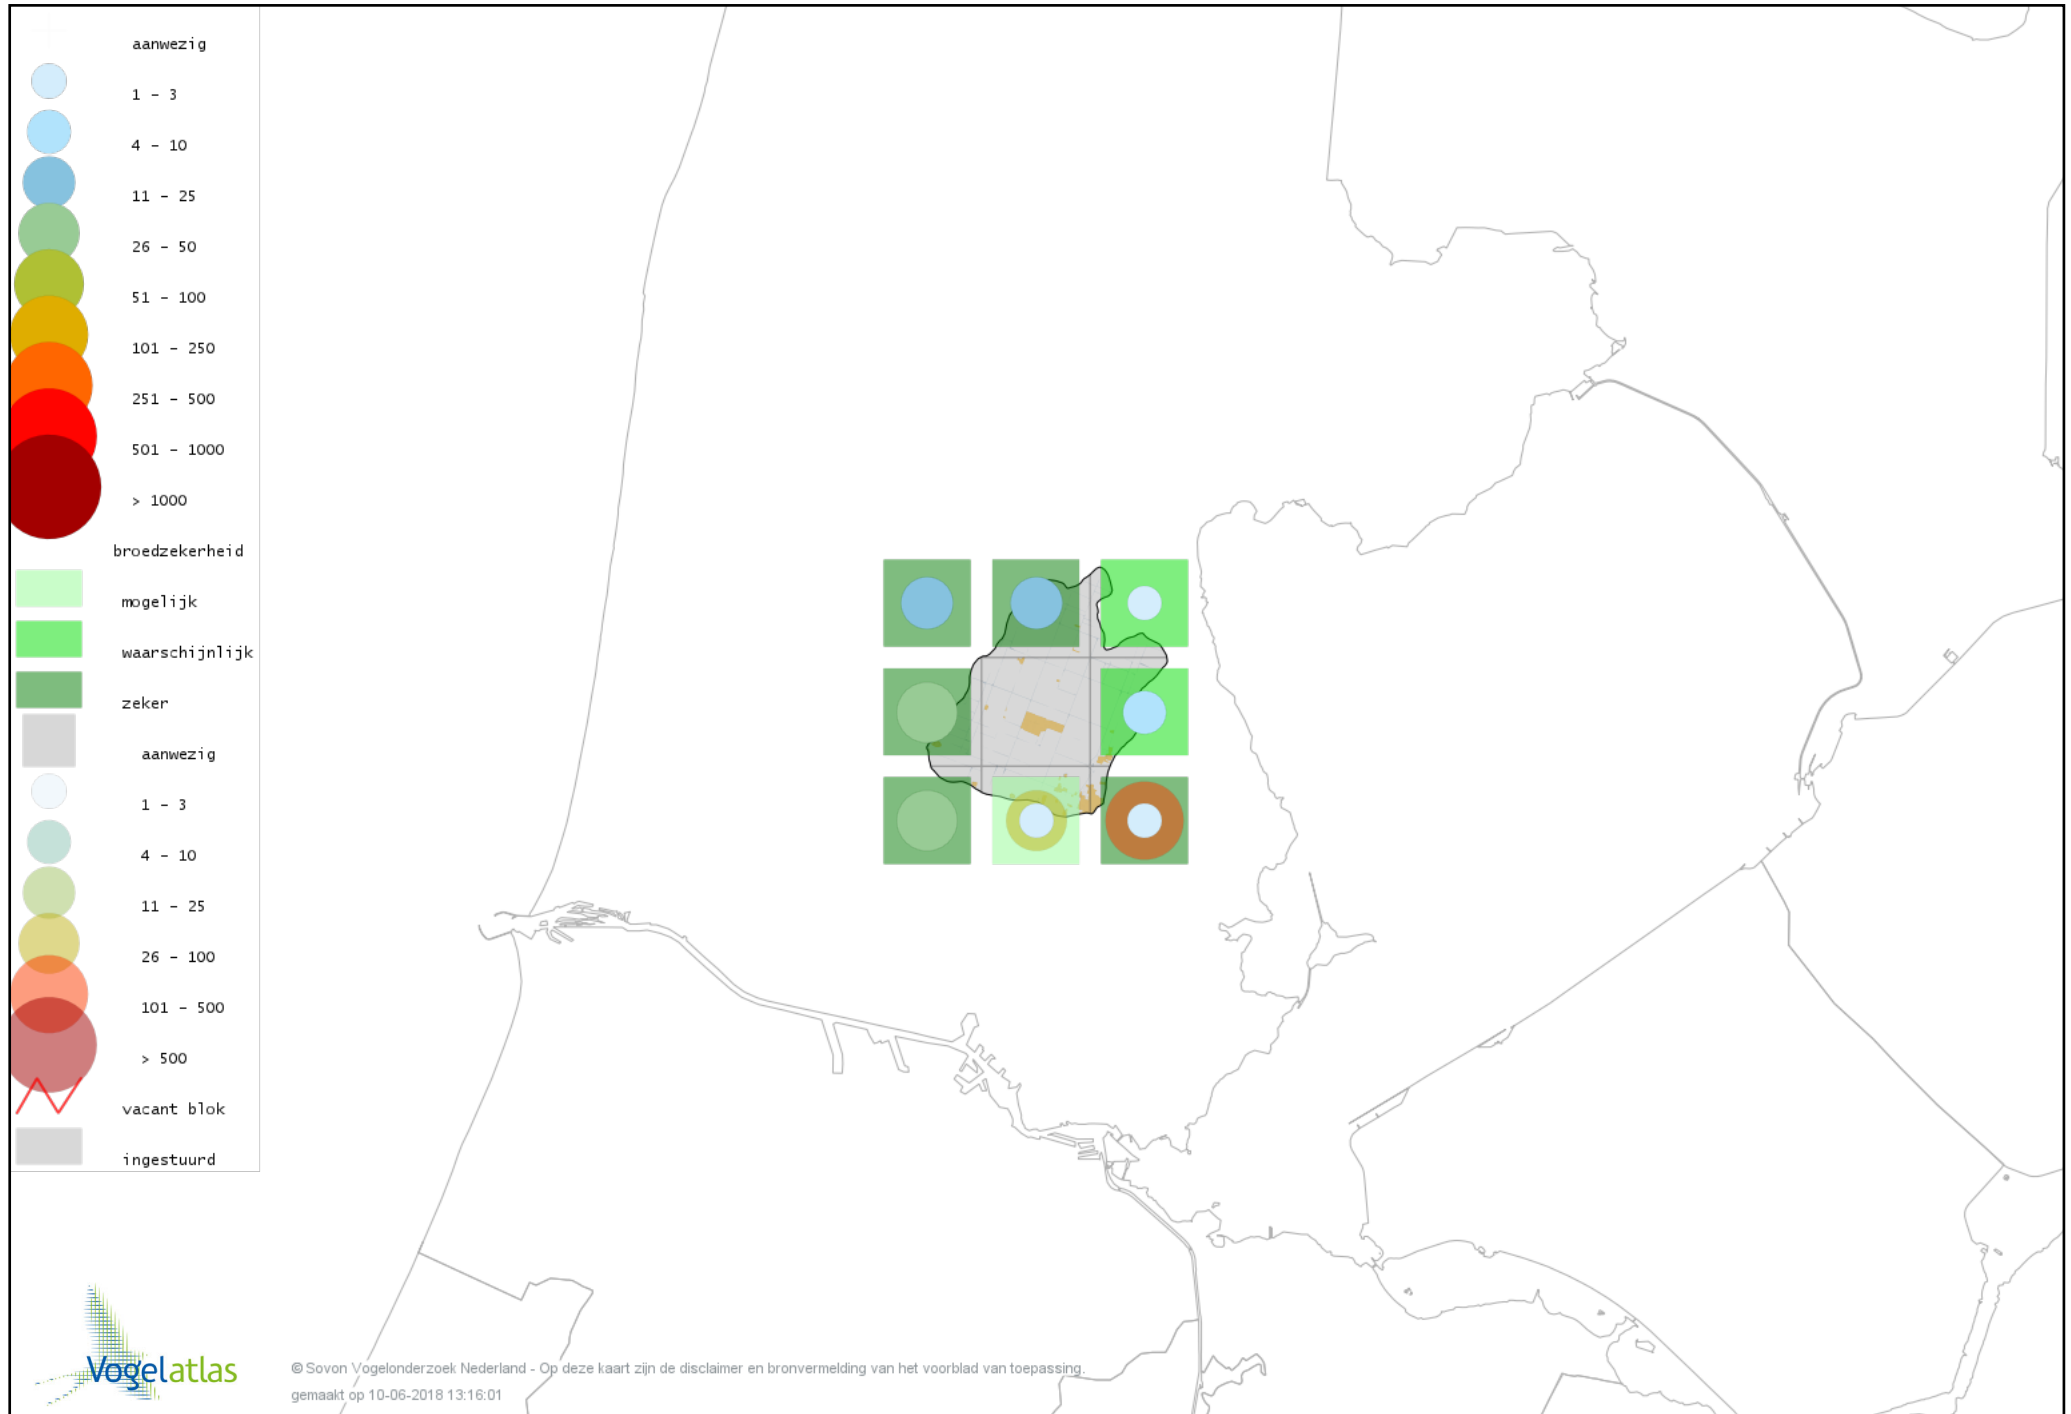 aanwezig
1 - 3
4 - 10
11 - 25
26 - 50
51 - 100
101 - 250
251 - 500
501 - 1000
> 1000
broedzekerheid
mogelijk
waarschijnlijk
zeker
aanwezig
1 - 3
4 - 10
11 - 25
26 - 100
101 - 500
> 500
vacant blok
ingestuurd
Vogelatlas
© Sovon Vogelonderzoek Nederland - Op deze kaart zijn de disclaimer en bronvermelding van het voorblad van toepassing.
gemaakt op 10-06-2018 13:16:01